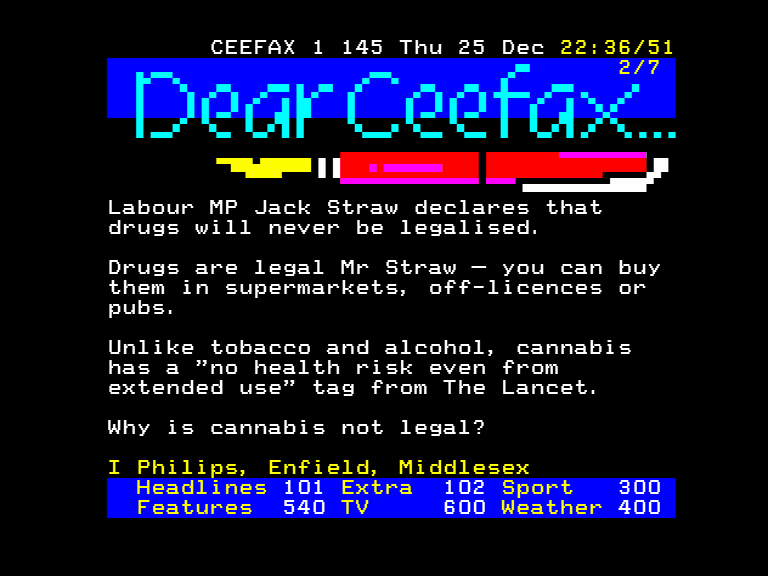 CEEFAX 1 145 Thu 25 Dec 22:36/51
2/7
Dear Ceefax...
Labour MP Jack Straw declares that
drugs will never be legalised.
Drugs are legal Mr Straw – you can buy
them in supermarkets, off-licences or
pubs.
Unlike tobacco and alcohol, cannabis
has a ”no health risk even from
extended use” tag from The Lancet.
Why is cannabis not legal?
I Philips, Enfield, Middlesex
Headlines 101 Extra 102 Sport 300
Features 540 TV 600 Weather 400